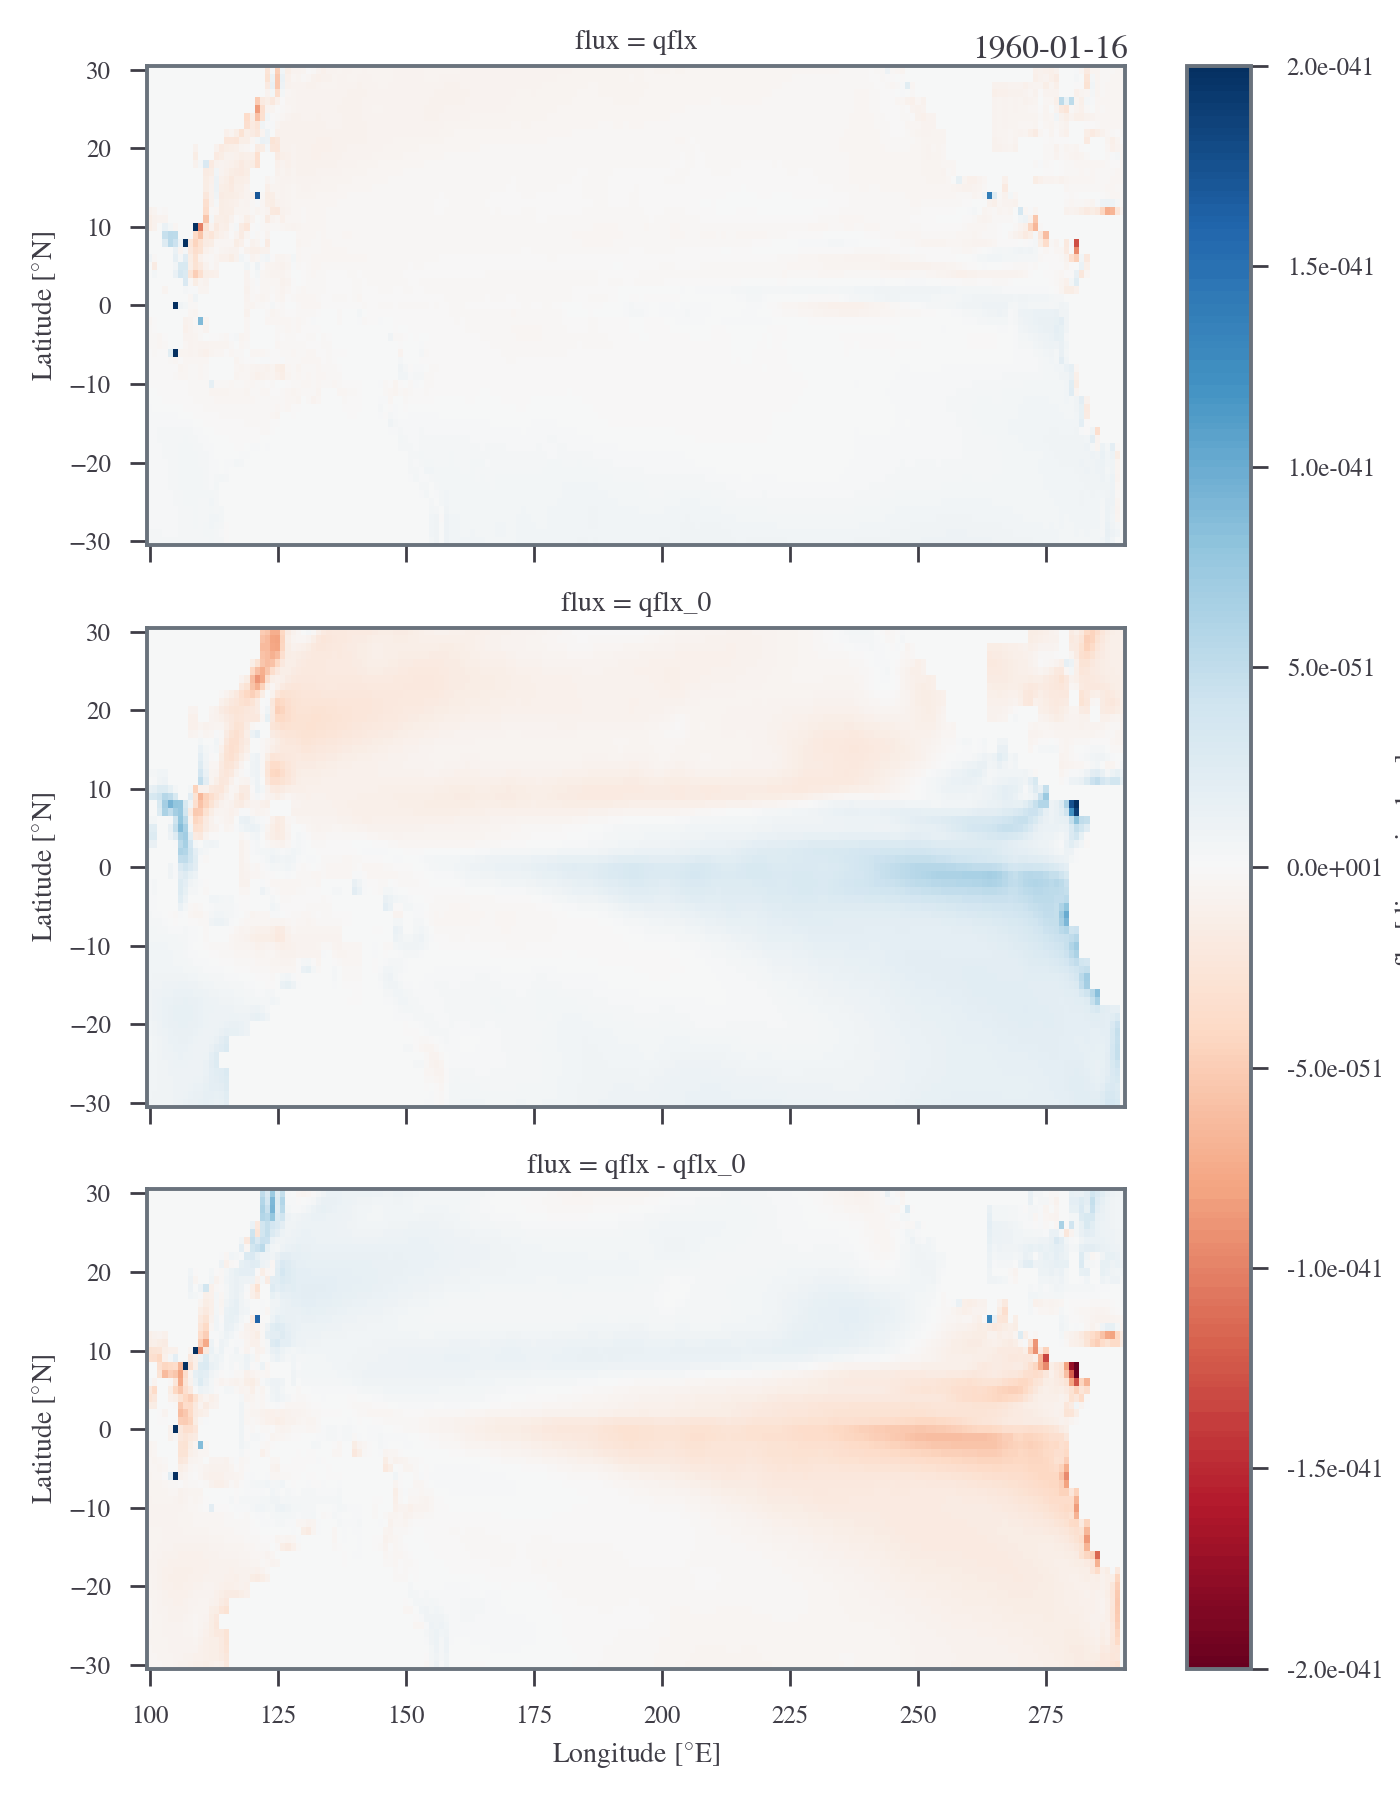 flux = qflx
1960-01-16
30
20
10
0
−10
−20
−30
Latitude [°N]
flux = qflx_0
30
20
10
0
−10
−20
−30
Latitude [°N]
flux = qflx - qflx_0
30
20
10
0
−10
−20
−30
Latitude [°N]
100 125 150 175 200 225 250 275
Longitude [°E]
2.0e-041
1.5e-041
1.0e-041
5.0e-051
0.0e+001
-5.0e-051
-1.0e-041
-1.5e-041
-2.0e-041